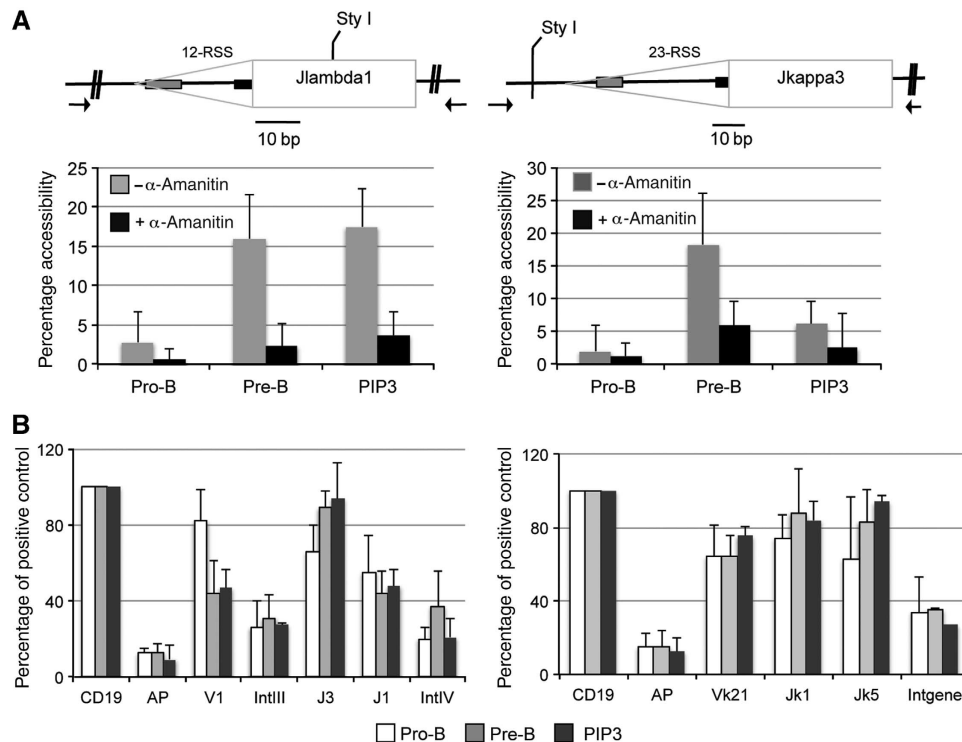 A
Sty I
12-RSS
Jlambda1
10 bp
Sty I
23-RSS
Jkappa3
10 bp
Percentage accessibility
25
20
15
10
5
0
–α-Amanitin
+ α-Amanitin
Pro-B Pre-B PIP3
Percentage accessibility
30
25
20
15
10
5
0
–α-Amanitin
+ α-Amanitin
Pro-B Pre-B PIP3
B
Percentage of positive control
120
80
40
0
CD19 AP V1 IntIII J3 J1 IntIV
Percentage of positive control
120
80
40
0
CD19 AP Vk21 Jk1 Jk5 Intgene
Pro-B Pre-B PIP3